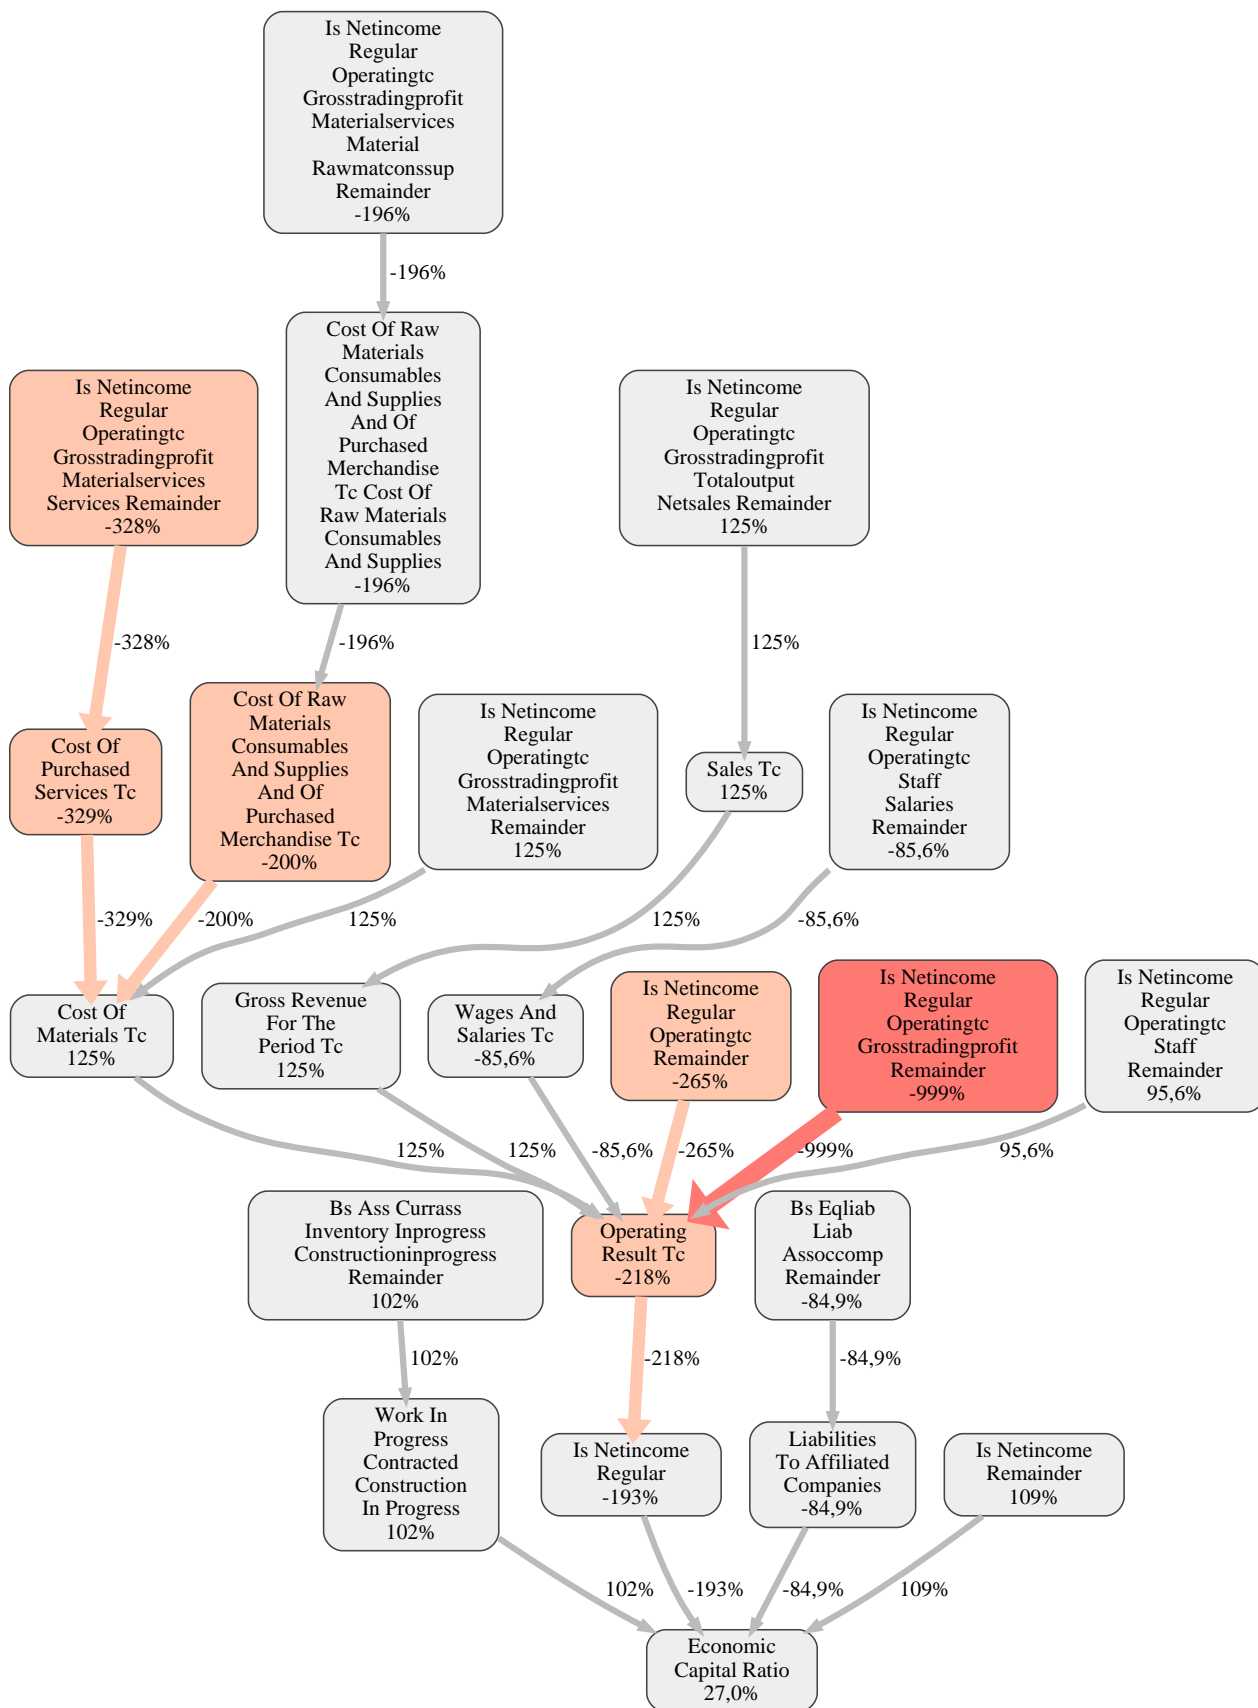 Is Netincome
Regular
Operatingtc
Grosstradingprofit
Materialservices
Material
Rawmatconssup
Remainder
-196%
-196%
Cost Of Raw
Materials
Consumables
And Supplies
And Of
Purchased
Merchandise
Tc Cost Of
Raw Materials
Consumables
And Supplies
-196%
Is Netincome
Regular
Operatingtc
Grosstradingprofit
Materialservices
Services Remainder
-328%
Is Netincome
Regular
Operatingtc
Grosstradingprofit
Totaloutput
Netsales Remainder
125%
-328%
-196%
125%
Cost Of
Purchased
Services Tc
-329%
Cost Of Raw
Materials
Consumables
And Supplies
And Of
Purchased
Merchandise Tc
-200%
Is Netincome
Regular
Operatingtc
Grosstradingprofit
Materialservices
Remainder
125%
Sales Tc
125%
Is Netincome
Regular
Operatingtc
Staff
Salaries
Remainder
-85,6%
-329%
-200%
125%
125%
-85,6%
Cost Of
Materials Tc
125%
Gross Revenue
For The
Period Tc
125%
Wages And
Salaries Tc
-85,6%
Is Netincome
Regular
Operatingtc
Remainder
-265%
Is Netincome
Regular
Operatingtc
Grosstradingprofit
Remainder
-999%
Is Netincome
Regular
Operatingtc
Staff
Remainder
95,6%
125%
125%
-85,6%
-265%
-999%
95,6%
Bs Ass Currass
Inventory Inprogress
Constructioninprogress
Remainder
102%
Operating
Result Tc
-218%
Bs Eqliab
Liab
Assoccomp
Remainder
-84,9%
102%
-218%
-84,9%
Work In
Progress
Contracted
Construction
In Progress
102%
Is Netincome
Regular
-193%
Liabilities
To Affiliated
Companies
-84,9%
Is Netincome
Remainder
109%
102%
-193%
-84,9%
109%
Economic
Capital Ratio
27,0%